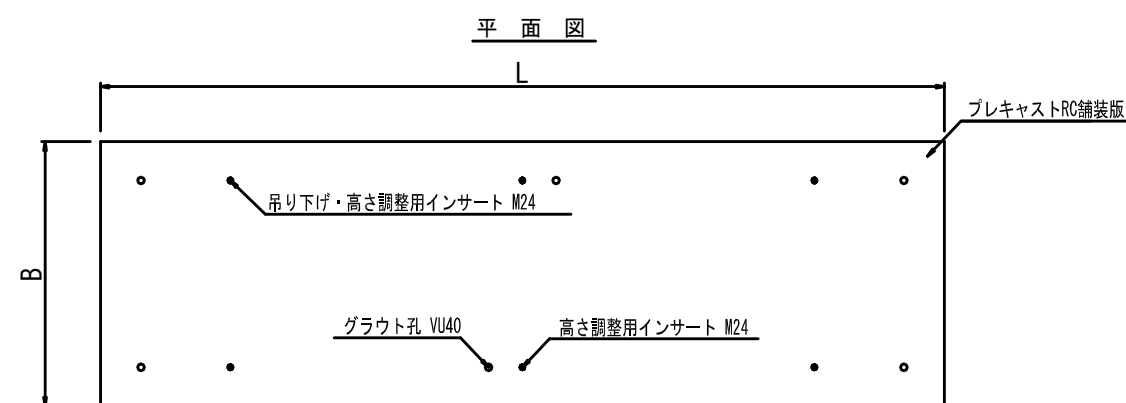 平 面 図
L
プレキャストRC舗装版
吊り下げ・高さ調整用インサート M24
B
グラウト孔 VU40
高さ調整用インサート M24